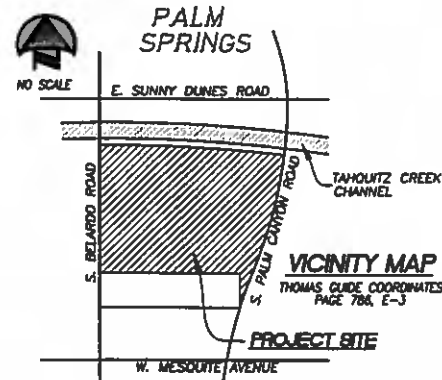 PALM
SPRINGS
N
NO SCALE
E. SUNNY DUNES ROAD
TAHQUITZ CREEK
CHANNEL
S. BELARDO ROAD
S. PALM CANYON ROAD
VICINITY MAP
THOMAS GUIDE COORDINATES
PAGE 786, E-3
PROJECT SITE
W. MESQUITE AVENUE